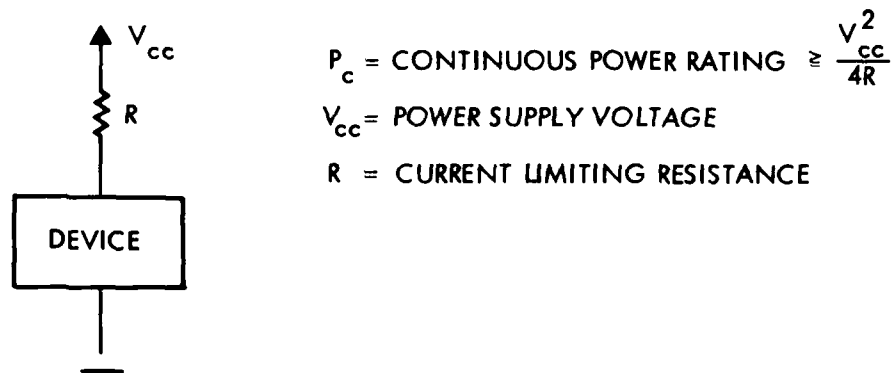 V_cc
R
DEVICE
P_c = CONTINUOUS POWER RATING ≧ V_cc^2 / 4R
V_cc = POWER SUPPLY VOLTAGE
R = CURRENT LIMITING RESISTANCE